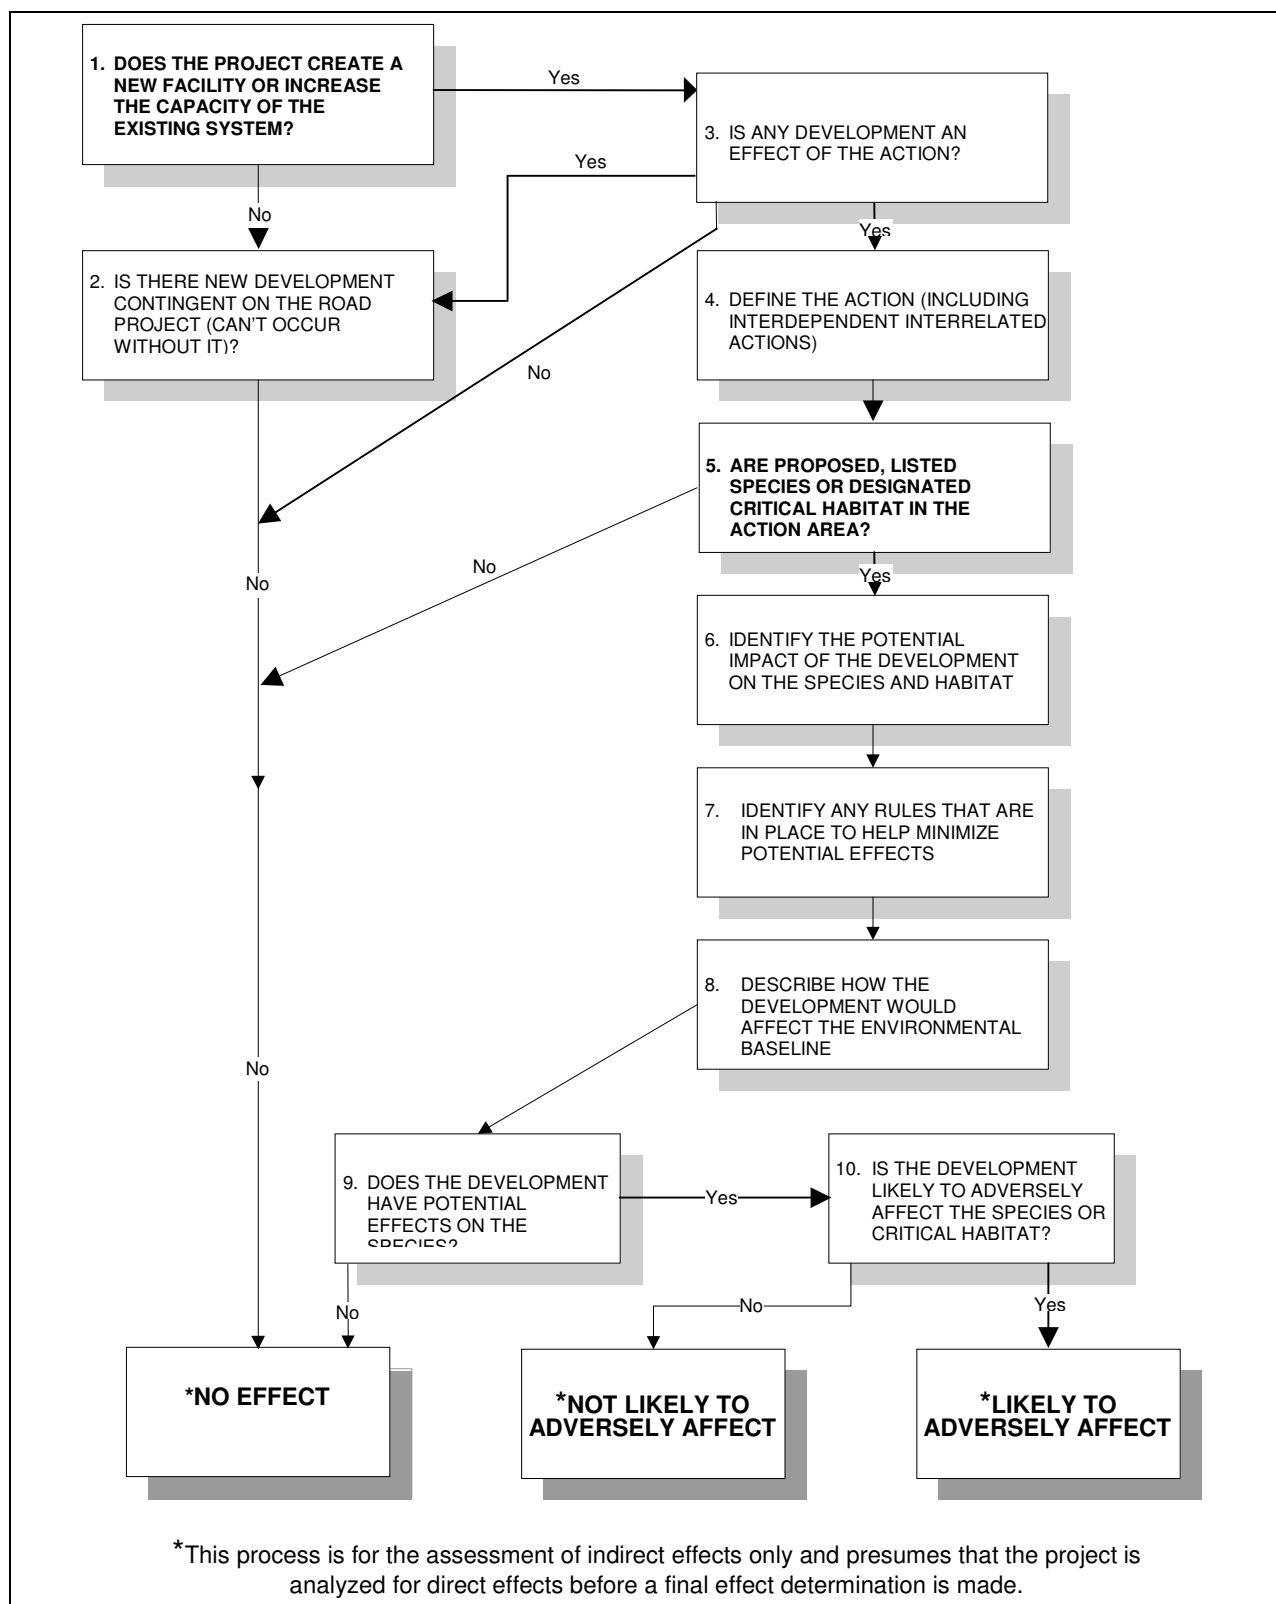 1. DOES THE PROJECT CREATE A
NEW FACILITY OR INCREASE
THE CAPACITY OF THE
EXISTING SYSTEM?
Yes
3. IS ANY DEVELOPMENT AN
EFFECT OF THE ACTION?
Yes
No
Yes
2. IS THERE NEW DEVELOPMENT
CONTINGENT ON THE ROAD
PROJECT (CAN'T OCCUR
WITHOUT IT)?
4. DEFINE THE ACTION (INCLUDING
INTERDEPENDENT INTERRELATED
ACTIONS)
No
5. ARE PROPOSED, LISTED
SPECIES OR DESIGNATED
CRITICAL HABITAT IN THE
ACTION AREA?
No
No
Yes
6. IDENTIFY THE POTENTIAL
IMPACT OF THE DEVELOPMENT
ON THE SPECIES AND HABITAT
7. IDENTIFY ANY RULES THAT ARE
IN PLACE TO HELP MINIMIZE
POTENTIAL EFFECTS
8. DESCRIBE HOW THE
DEVELOPMENT WOULD
AFFECT THE ENVIRONMENTAL
BASELINE
No
9. DOES THE DEVELOPMENT
HAVE POTENTIAL
EFFECTS ON THE
SPECIES?
Yes
10. IS THE DEVELOPMENT
LIKELY TO ADVERSELY
AFFECT THE SPECIES OR
CRITICAL HABITAT?
No
No
Yes
*NO EFFECT
*NOT LIKELY TO
ADVERSELY AFFECT
*LIKELY TO
ADVERSELY AFFECT
*This process is for the assessment of indirect effects only and presumes that the project is
analyzed for direct effects before a final effect determination is made.